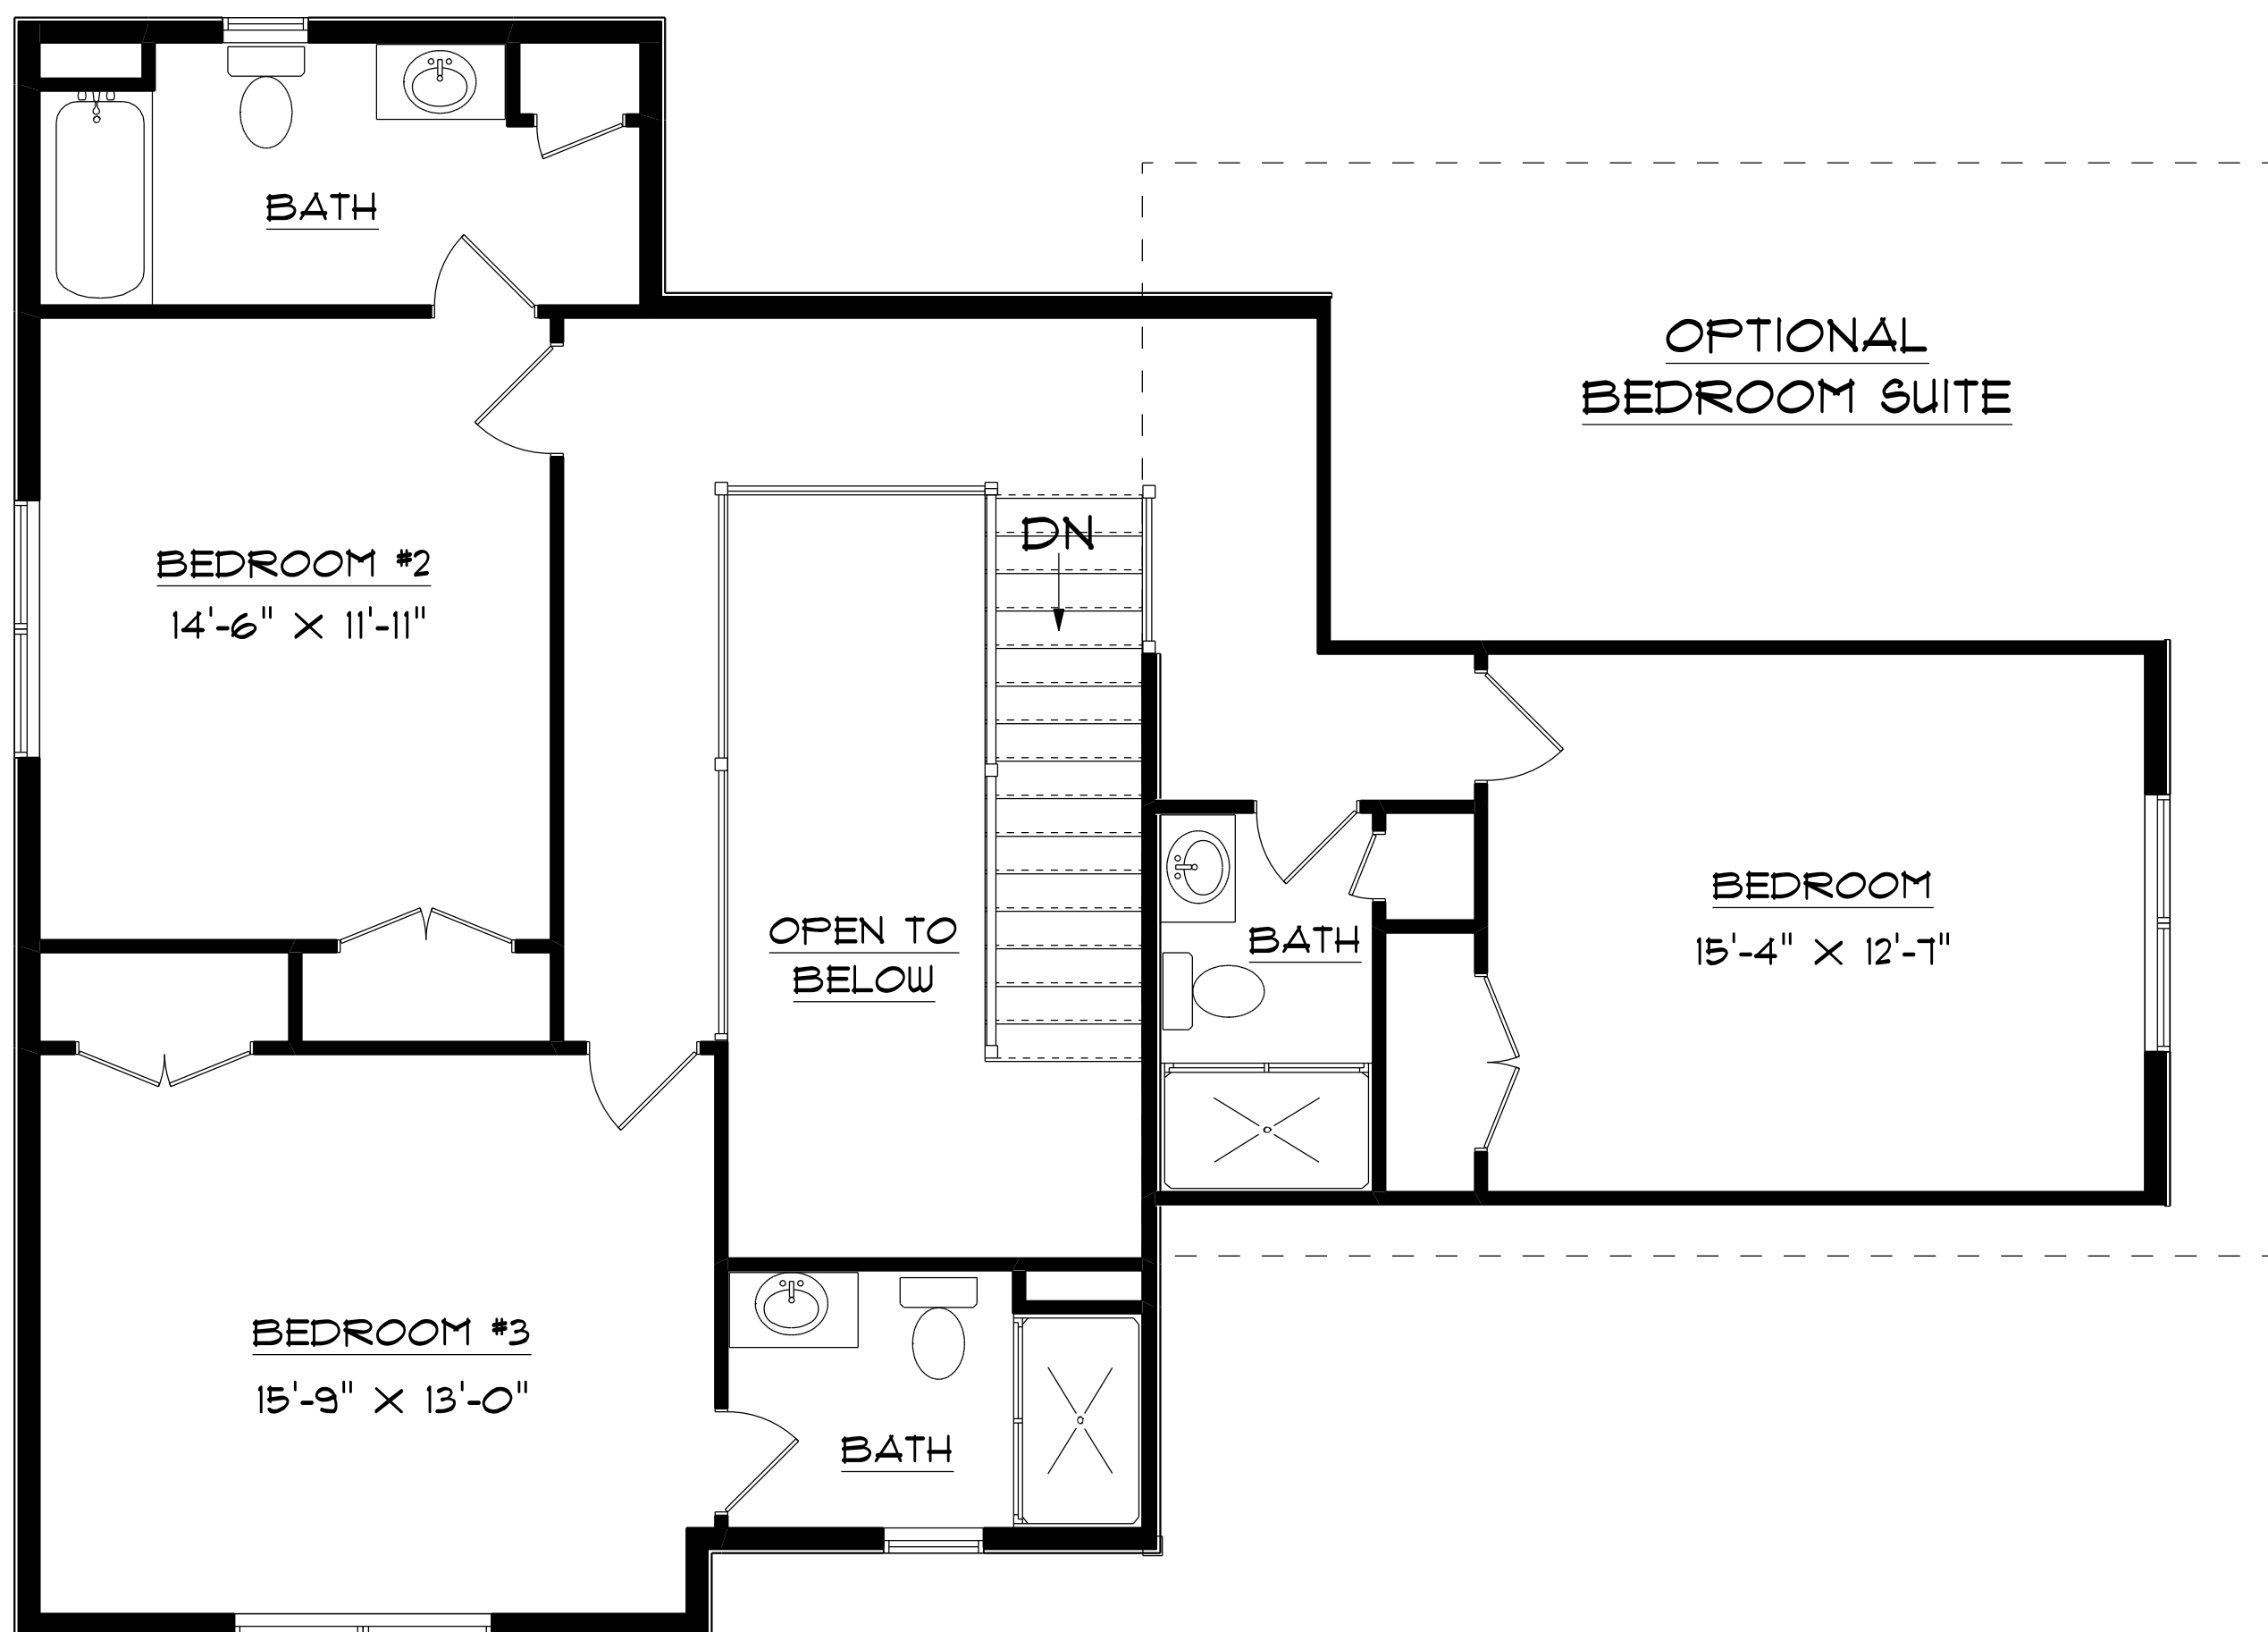 BATH
OPTIONAL
BEDROOM SUITE
DN
BEDROOM #2
14'-6" X 11'-11"
BEDROOM
15'-4" X 12'-7"
OPEN TO
BELOW
BATH
BEDROOM #3
15'-9" X 13'-0"
BATH